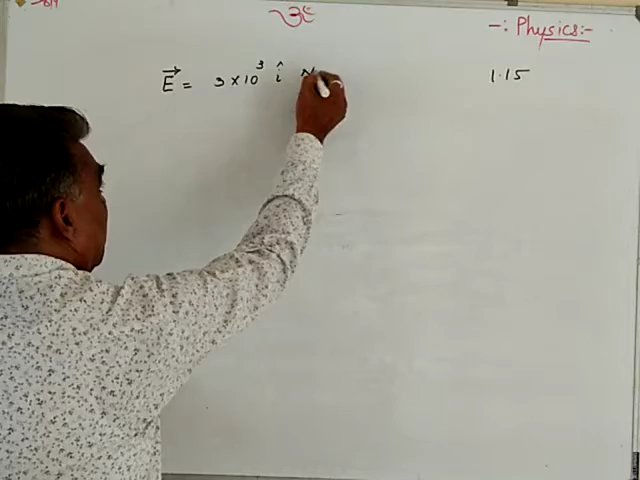 -: Physics:-
E⃗ = 3 × 10³ î N
1.15